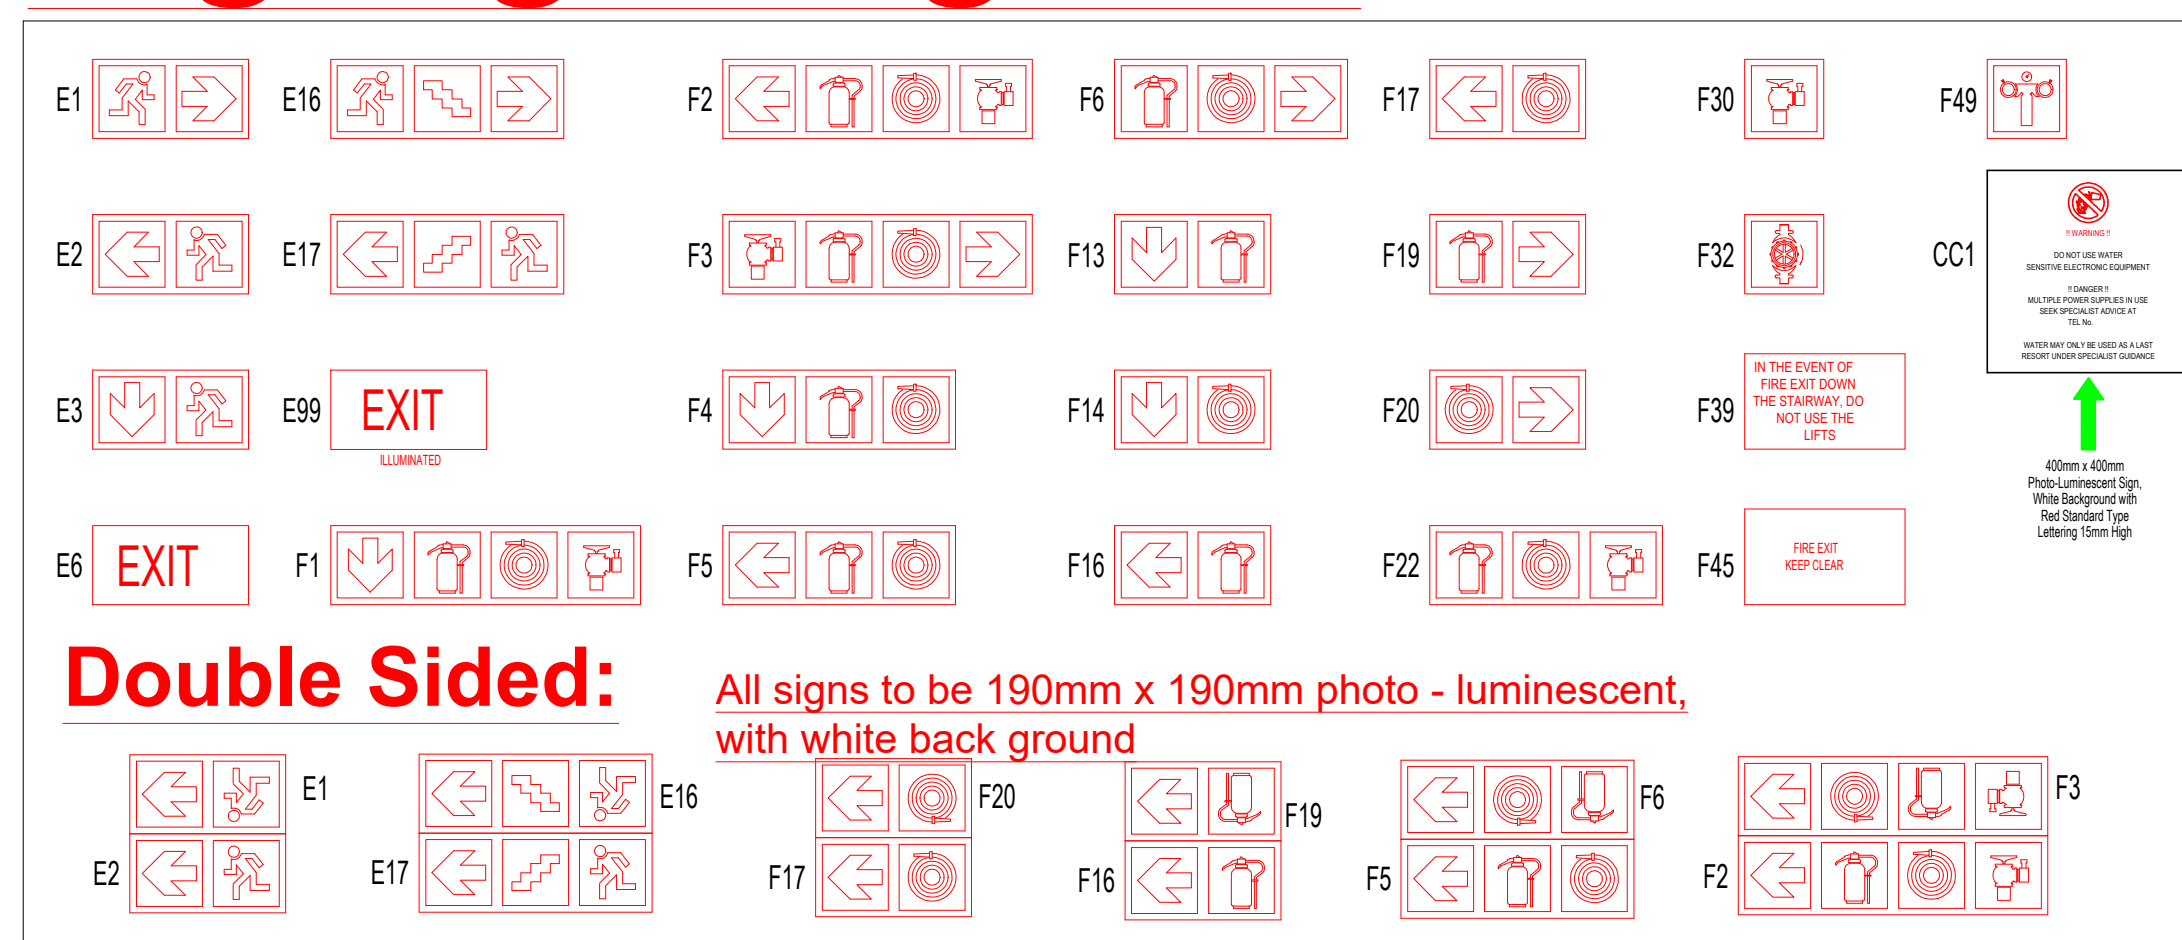 E1
E16
F2
F6
F17
F30
F49
E2
E17
F3
F13
F19
F32
CC1
!! WARNING !!
DO NOT USE WATER
SENSITIVE ELECTRONIC EQUIPMENT
!! DANGER !!
MULTIPLE POWER SUPPLIES IN USE
SEEK SPECIALIST ADVICE AT
TEL No.
WATER MAY ONLY BE USED AS A LAST
RESORT UNDER SPECIALIST GUIDANCE
E3
E99
EXIT
ILLUMINATED
F4
F14
F20
F39
IN THE EVENT OF
FIRE EXIT DOWN
THE STAIRWAY, DO
NOT USE THE
LIFTS
400mm x 400mm
Photo-Luminescent Sign,
White Background with
Red Standard Type
Lettering 15mm High
E6
EXIT
F1
F5
F16
F22
F45
FIRE EXIT
KEEP CLEAR
Double Sided:
All signs to be 190mm x 190mm photo - luminescent,
with white back ground
E1
E16
F20
F19
F6
F3
E2
E17
F17
F16
F5
F2